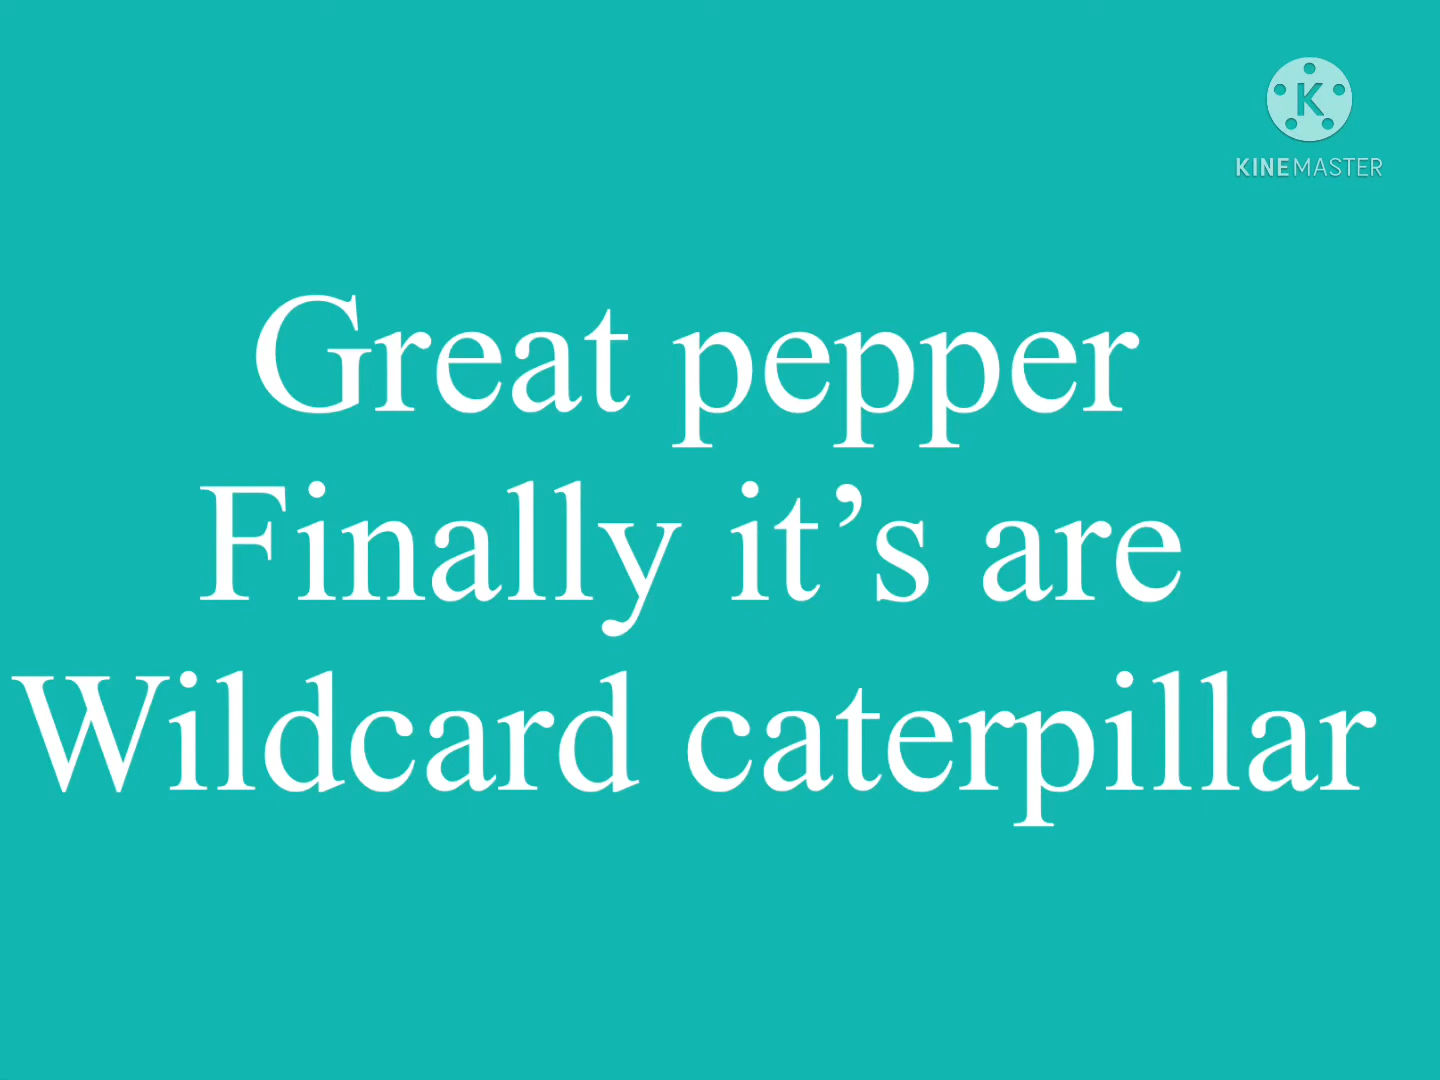 K
KINEMASTER
Great pepper
Finally it’s are
Wildcard caterpillar